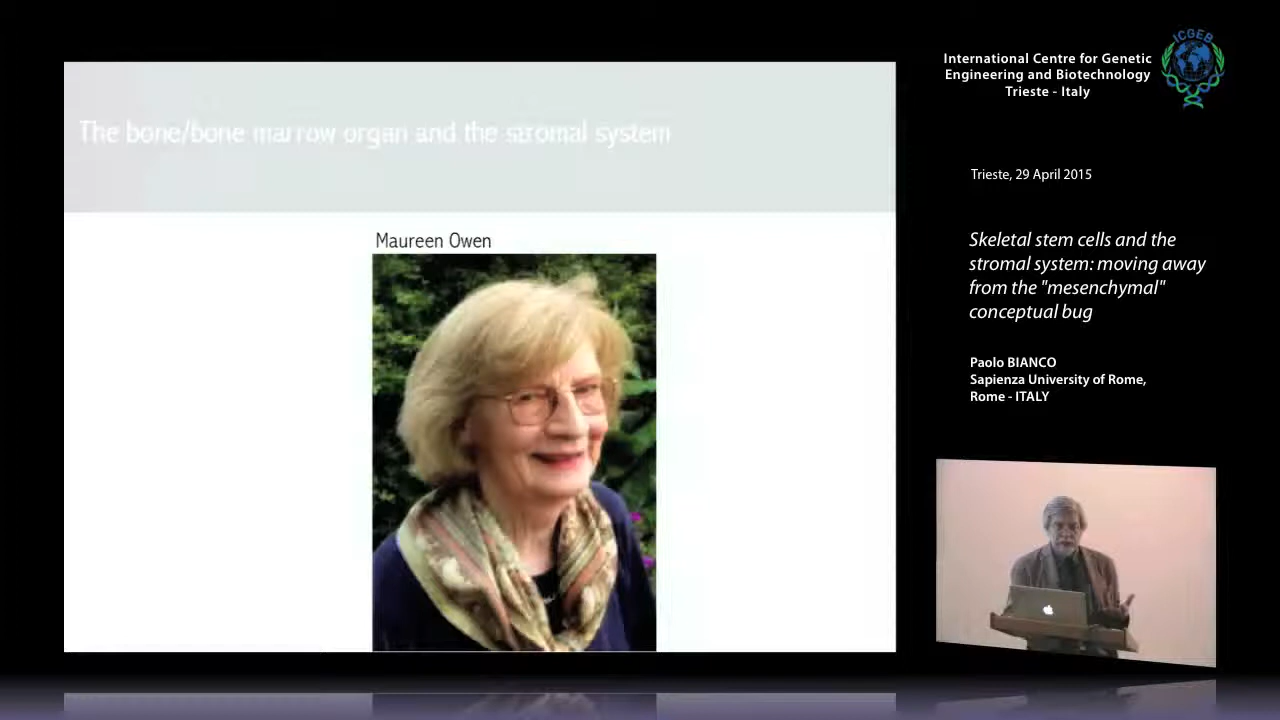 The bone/bone marrow organ and the stromal system
Maureen Owen
ICGEB
International Centre for Genetic
Engineering and Biotechnology
Trieste - Italy
Trieste, 29 April 2015
Skeletal stem cells and the
stromal system: moving away
from the "mesenchymal"
conceptual bug
Paolo BIANCO
Sapienza University of Rome,
Rome - ITALY